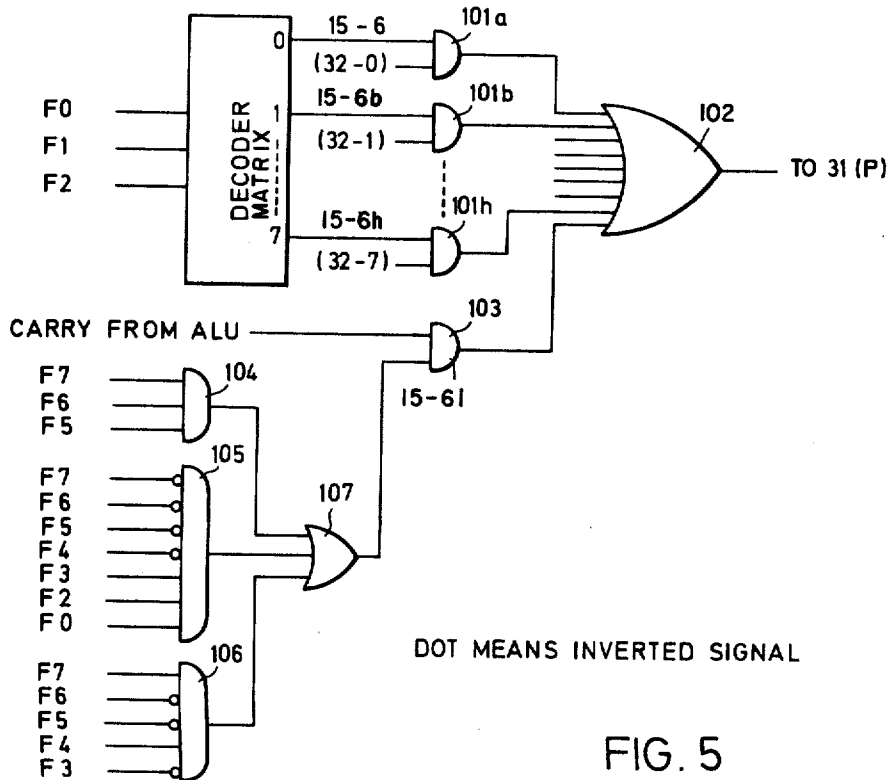 0
15-6
101a
(32-0)
F0
F1
F2
DECODER
MATRIX
1
15-6b
101b
(32-1)
102
TO 31 (P)
7
15-6h
101h
(32-7)
CARRY FROM ALU
103
15-61
F7
F6
F5
104
F7
F6
F5
F4
F3
F2
F0
105
107
F7
F6
F5
F4
F3
106
DOT MEANS INVERTED SIGNAL
FIG. 5